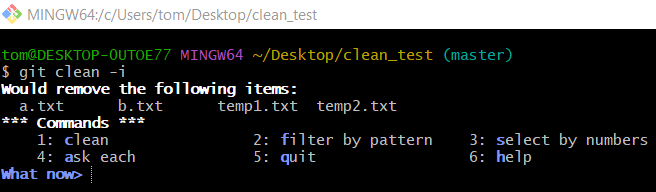 MINGW64:/c/Users/tom/Desktop/clean_test
tom@DESKTOP-OUTOE77 MINGW64 ~/Desktop/clean_test (master)
$ git clean -i
Would remove the following items:
  a.txt      b.txt      temp1.txt  temp2.txt
*** Commands ***
    1: clean                2: filter by pattern    3: select by numbers
    4: ask each             5: quit                 6: help
What now>